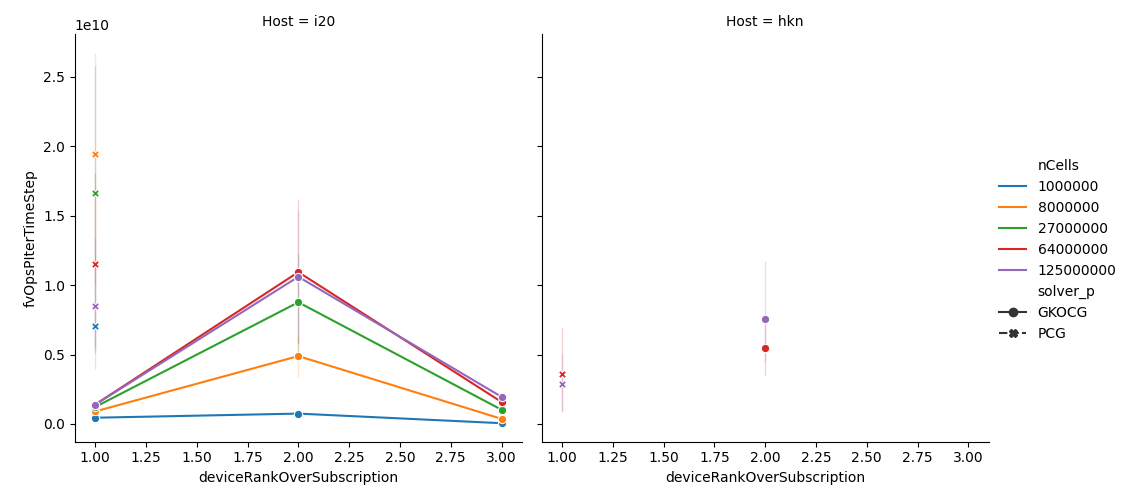 Host = i20
Host = hkn
1e10
2.5
2.0
1.5
1.0
0.5
0.0
fvOpsPIterTimeStep
1.00 1.25 1.50 1.75 2.00 2.25 2.50 2.75 3.00
1.00 1.25 1.50 1.75 2.00 2.25 2.50 2.75 3.00
deviceRankOverSubscription
deviceRankOverSubscription
nCells
1000000
8000000
27000000
64000000
125000000
solver_p
GKOCG
PCG